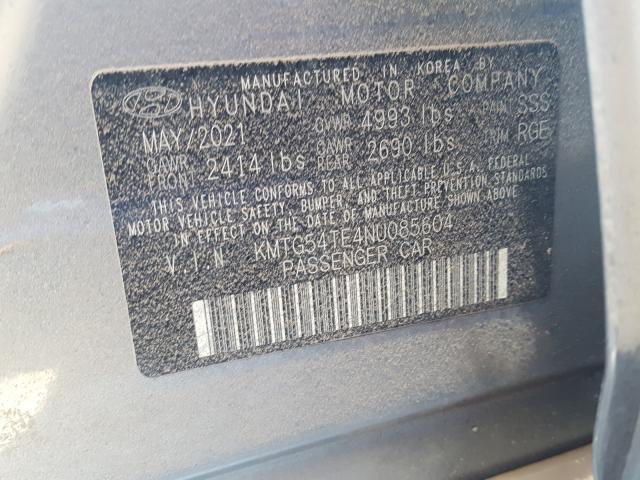 MANUFACTURED IN KOREA BY
HYUNDAI MOTOR COMPANY
MAY/2021 GVWR 4993 lbs PAINT SSS
GAWR FRONT 2414 lbs GAWR REAR 2690 lbs TRIM RGE
THIS VEHICLE CONFORMS TO ALL APPLICABLE U.S.A. FEDERAL
MOTOR VEHICLE SAFETY, BUMPER, AND THEFT PREVENTION STANDARDS
IN EFFECT ON THE DATE OF MANUFACTURE SHOWN ABOVE.
V.I.N KMTG54TE4NU085604
PASSENGER CAR